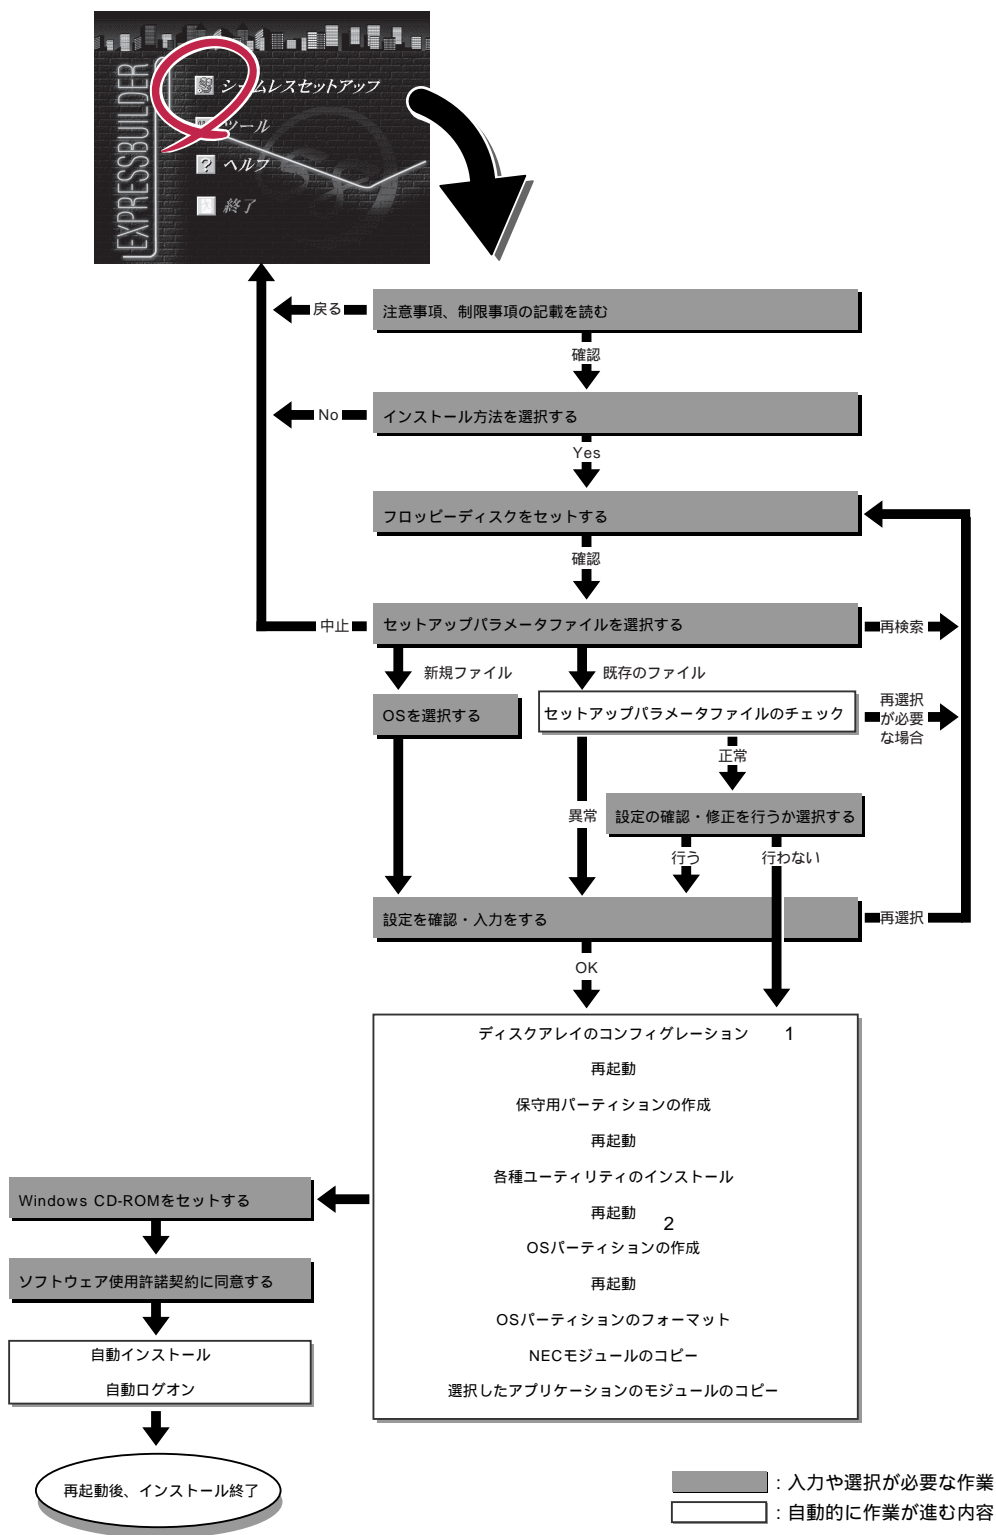 EXPRESSBUILDER
シームレスセットアップ
ツール
? ヘルプ
終了
注意事項、制限事項の記載を読む
戻る
確認
インストール方法を選択する
No
Yes
フロッピーディスクをセットする
確認
セットアップパラメータファイルを選択する
中止
再検索
新規ファイル
既存のファイル
OSを選択する
セットアップパラメータファイルのチェック
再選択
が必要
な場合
正常
異常
設定の確認・修正を行うか選択する
行う
行わない
設定を確認・入力をする
再選択
OK
ディスクアレイのコンフィグレーション 1
再起動
保守用パーティションの作成
再起動
各種ユーティリティのインストール
再起動
2
OSパーティションの作成
再起動
OSパーティションのフォーマット
NECモジュールのコピー
選択したアプリケーションのモジュールのコピー
Windows CD-ROMをセットする
ソフトウェア使用許諾契約に同意する
自動インストール
自動ログオン
再起動後、インストール終了
：入力や選択が必要な作業
：自動的に作業が進む内容